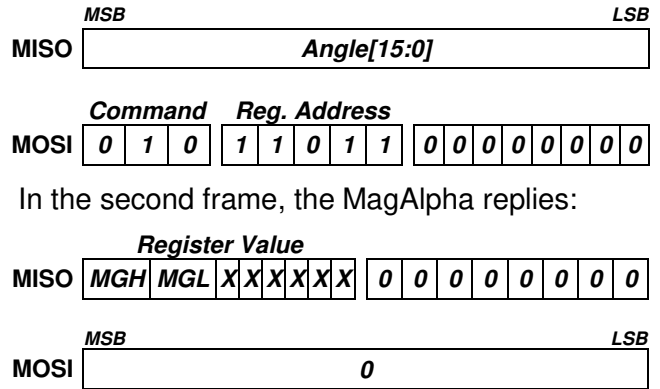 MSB LSB
MISO Angle[15:0]
Command Reg. Address
MOSI 0 1 0 1 1 0 1 1 0 0 0 0 0 0 0 0
In the second frame, the MagAlpha replies:
Register Value
MISO MGH MGL X X X X X X 0 0 0 0 0 0 0 0
MSB LSB
MOSI 0